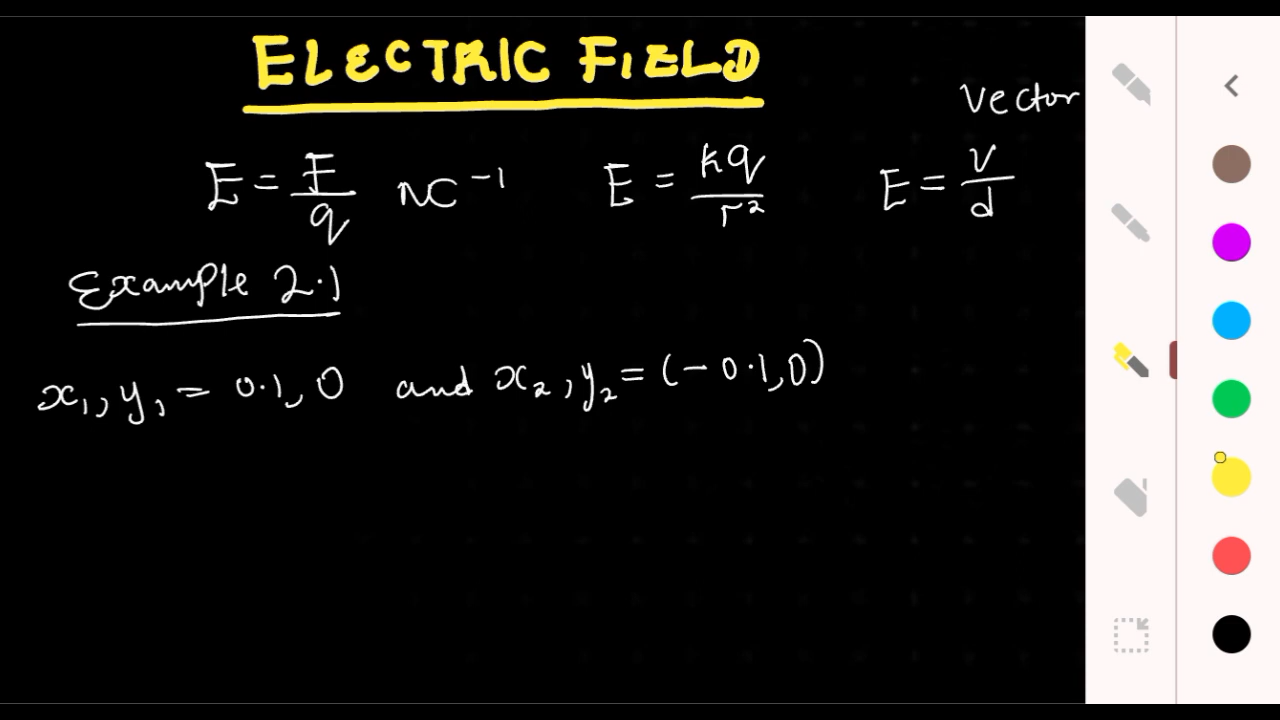 ELECTRIC FIELD
Vector
E = F/q NC⁻¹ E = kq/r² E = V/d
Example 2.1
x₁, y₁ = 0.1, 0 and x₂, y₂ = (-0.1, 0)